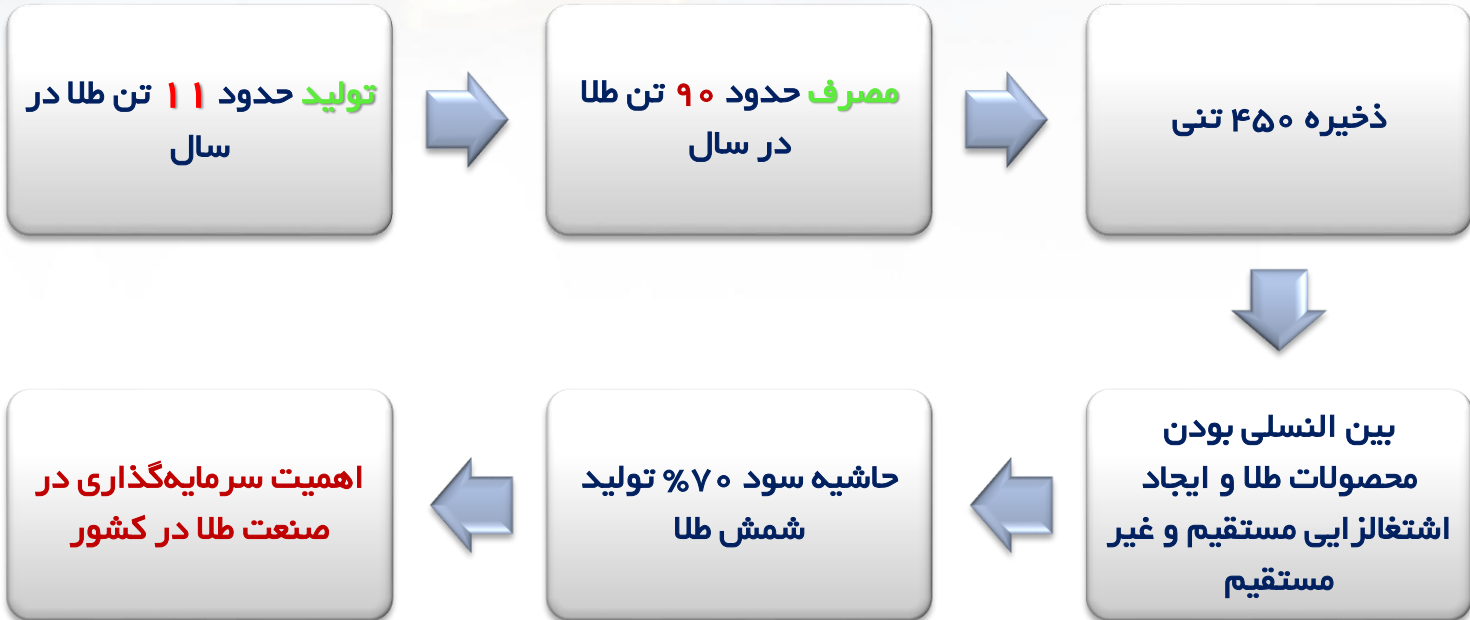 تولید حدود ۱۱ تن طلا در
سال
مصرف حدود ۹۰ تن طلا
در سال
ذخیره ۴۵۰ تنی
بین النسلی بودن
محصولات طلا و ایجاد
اشتغالزایی مستقیم و غیر
مستقیم
حاشیه سود ۷۰% تولید
شمش طلا
اهمیت سرمایه‌گذاری در
صنعت طلا در کشور